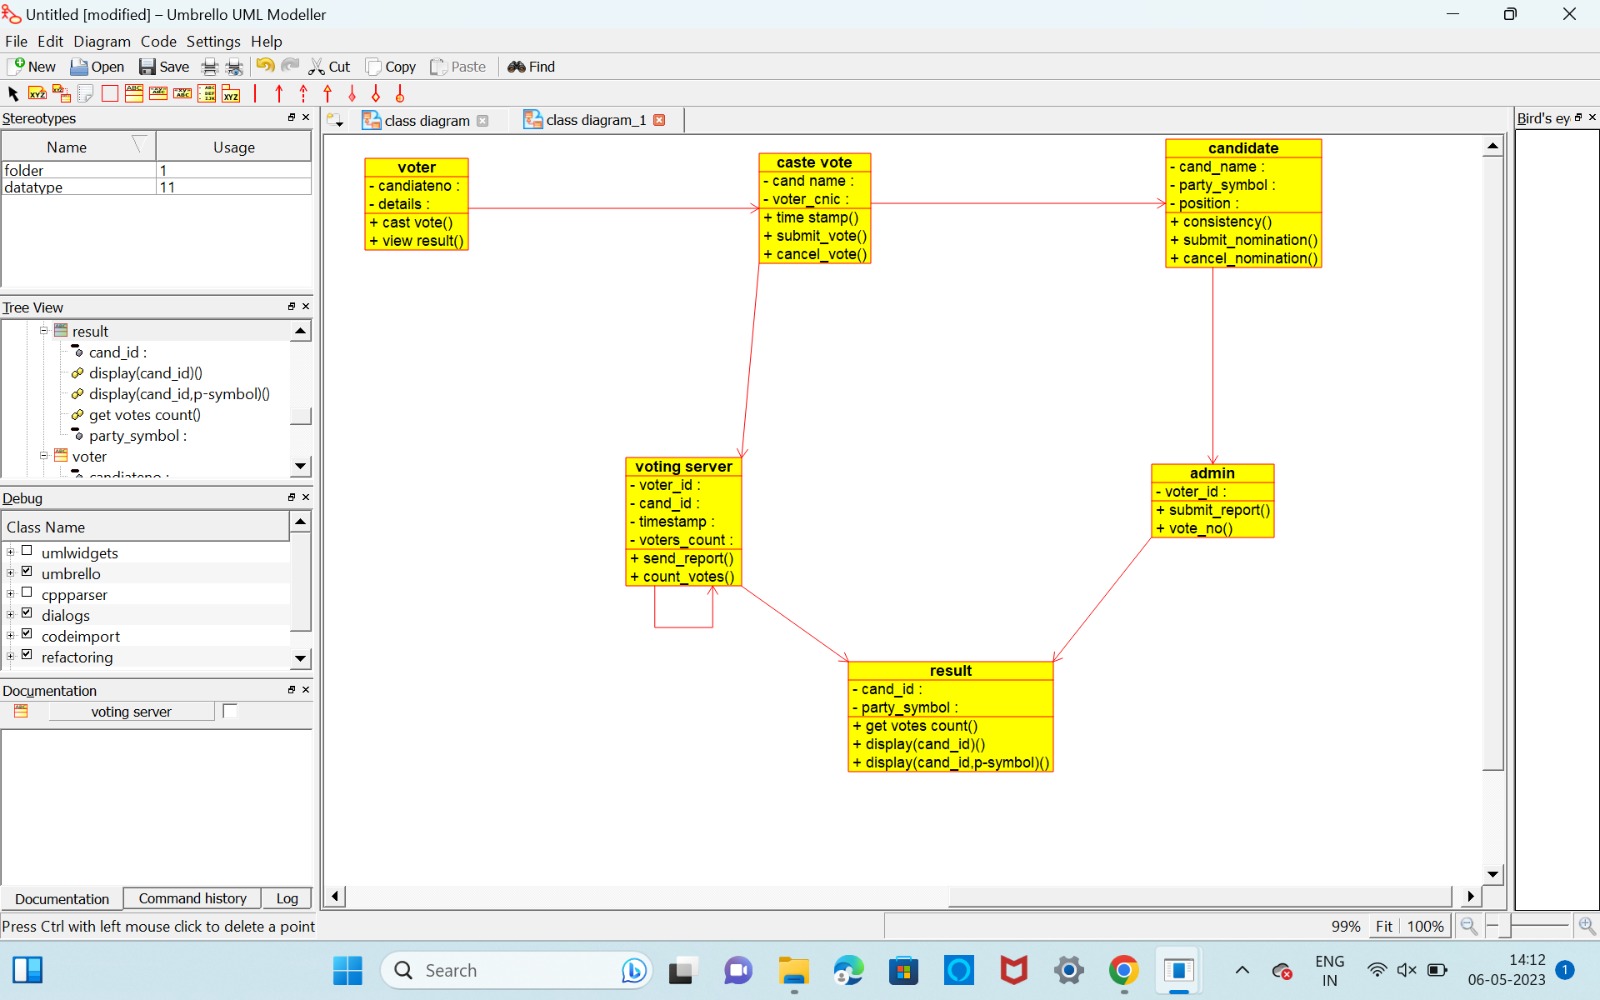 Untitled [modified] – Umbrello UML Modeller
File Edit Diagram Code Settings Help
New Open Save Cut Copy Paste Find
Stereotypes
Name Usage
folder 1
datatype 11
Tree View
result
cand_id :
display(cand_id)()
display(cand_id,p-symbol)()
get votes count()
party_symbol :
voter
candiateno :
Debug
Class Name
umlwidgets
umbrello
cppparser
dialogs
codeimport
refactoring
Documentation
voting server
Documentation Command history Log
Press Ctrl with left mouse click to delete a point
class diagram class diagram_1
voter
- candiateno :
- details :
+ cast vote()
+ view result()
caste vote
- cand name :
- voter_cnic :
+ time stamp()
+ submit_vote()
+ cancel_vote()
candidate
- cand_name :
- party_symbol :
- position :
+ consistency()
+ submit_nomination()
+ cancel_nomination()
voting server
- voter_id :
- cand_id :
- timestamp :
- voters_count :
+ send_report()
+ count_votes()
admin
- voter_id :
+ submit_report()
+ vote_no()
result
- cand_id :
- party_symbol :
+ get votes count()
+ display(cand_id)()
+ display(cand_id,p-symbol)()
Bird's ey
99% Fit 100%
Search
ENG
IN
14:12
06-05-2023
1